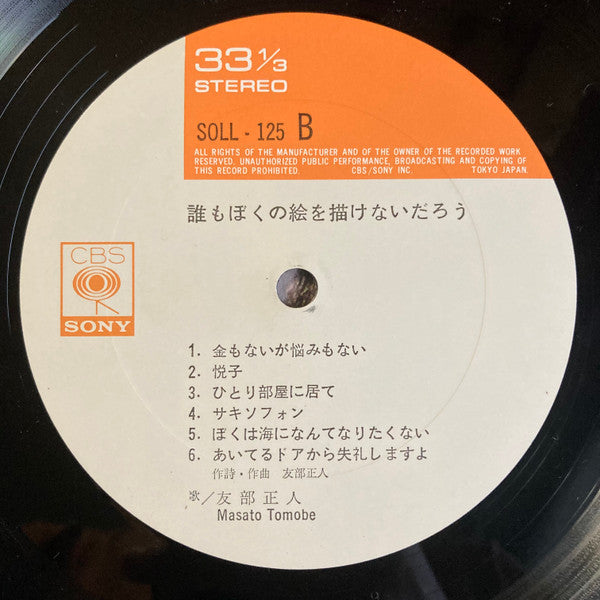 33 1/3
STEREO
SOLL - 125 B
ALL RIGHTS OF THE MANUFACTURER AND OF THE OWNER OF THE RECORDED WORK
RESERVED. UNAUTHORIZED PUBLIC PERFORMANCE, BROADCASTING AND COPYING OF
THIS RECORD PROHIBITED. CBS/SONY INC. TOKYO JAPAN.
誰もぼくの絵を描けないだろう
CBS
SONY
1. 金もないが悩みもない
2. 悦子
3. ひとり部屋に居て
4. サキソフォン
5. ぼくは海になんてなりたくない
6. あいてるドアから失礼しますよ
作詩・作曲 友部正人
歌/友部正人
Masato Tomobe